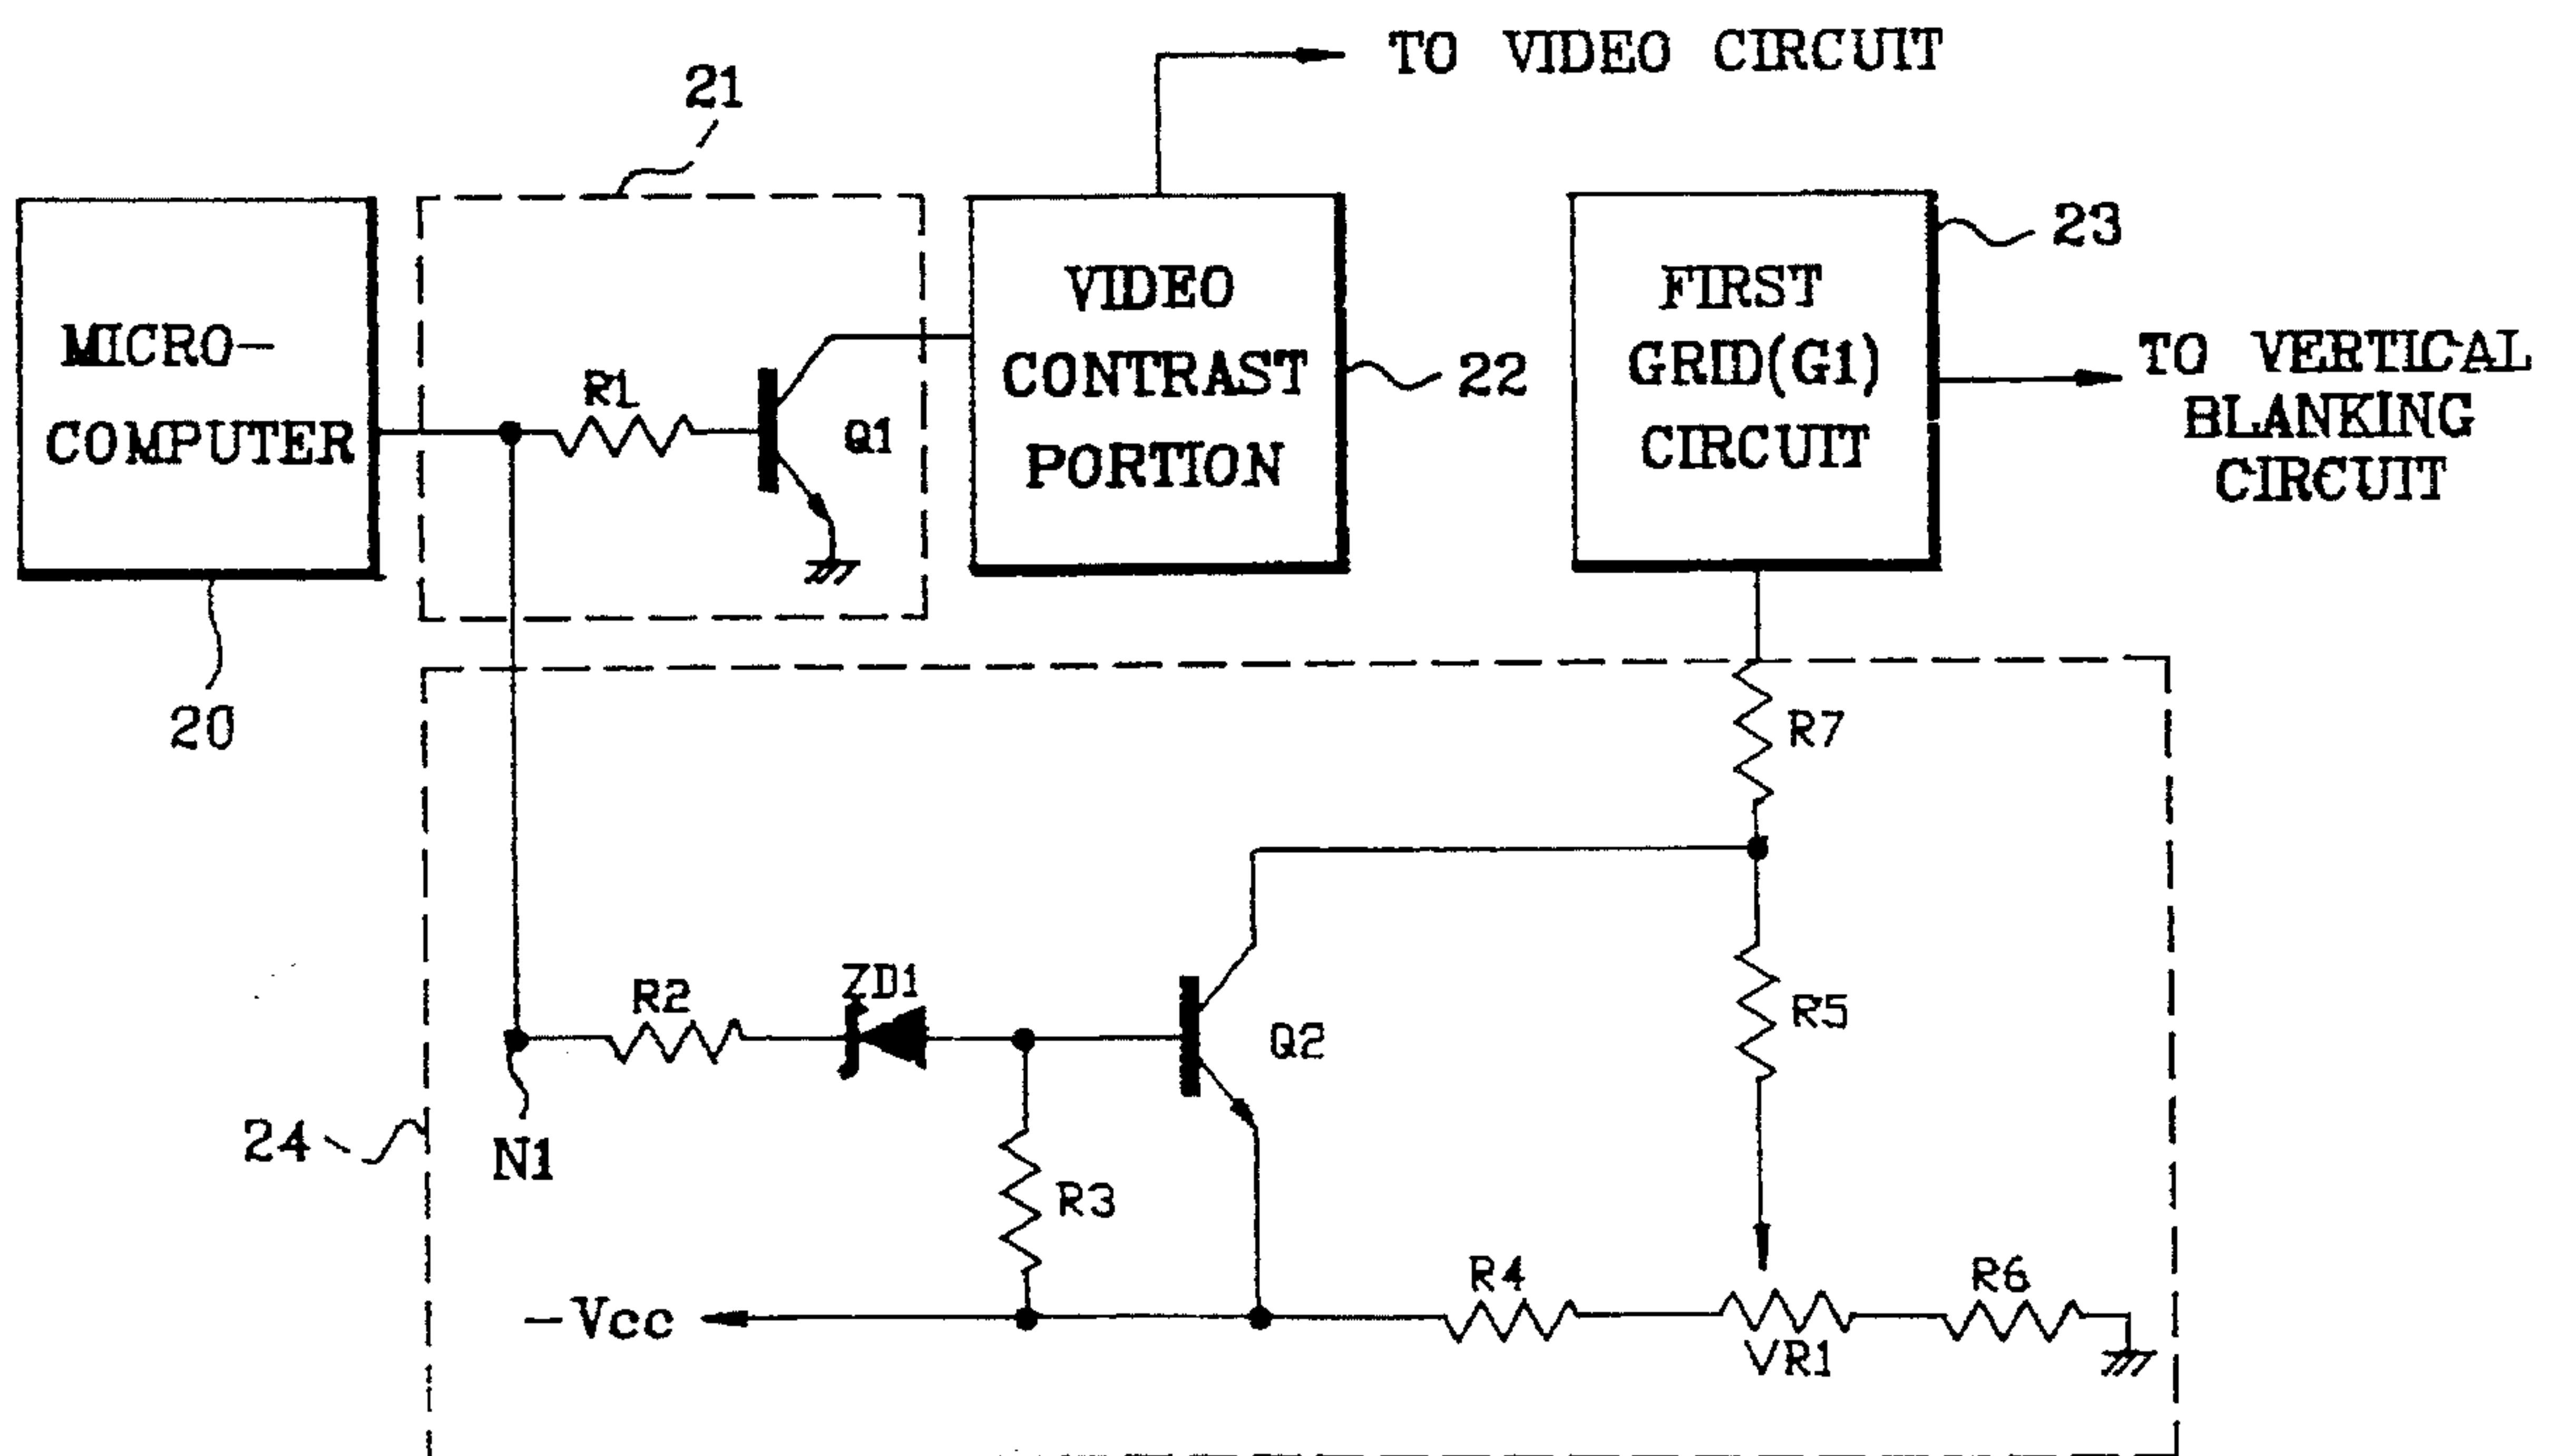 TO VIDEO CIRCUIT
21
MICRO-
COMPUTER
20
R1
Q1
VIDEO
CONTRAST
PORTION
22
FIRST
GRID(G1)
CIRCUIT
23
TO VERTICAL
BLANKING
CIRCUIT
R7
R2
ZD1
Q2
R5
24
N1
R3
-Vcc
R4
VR1
R6